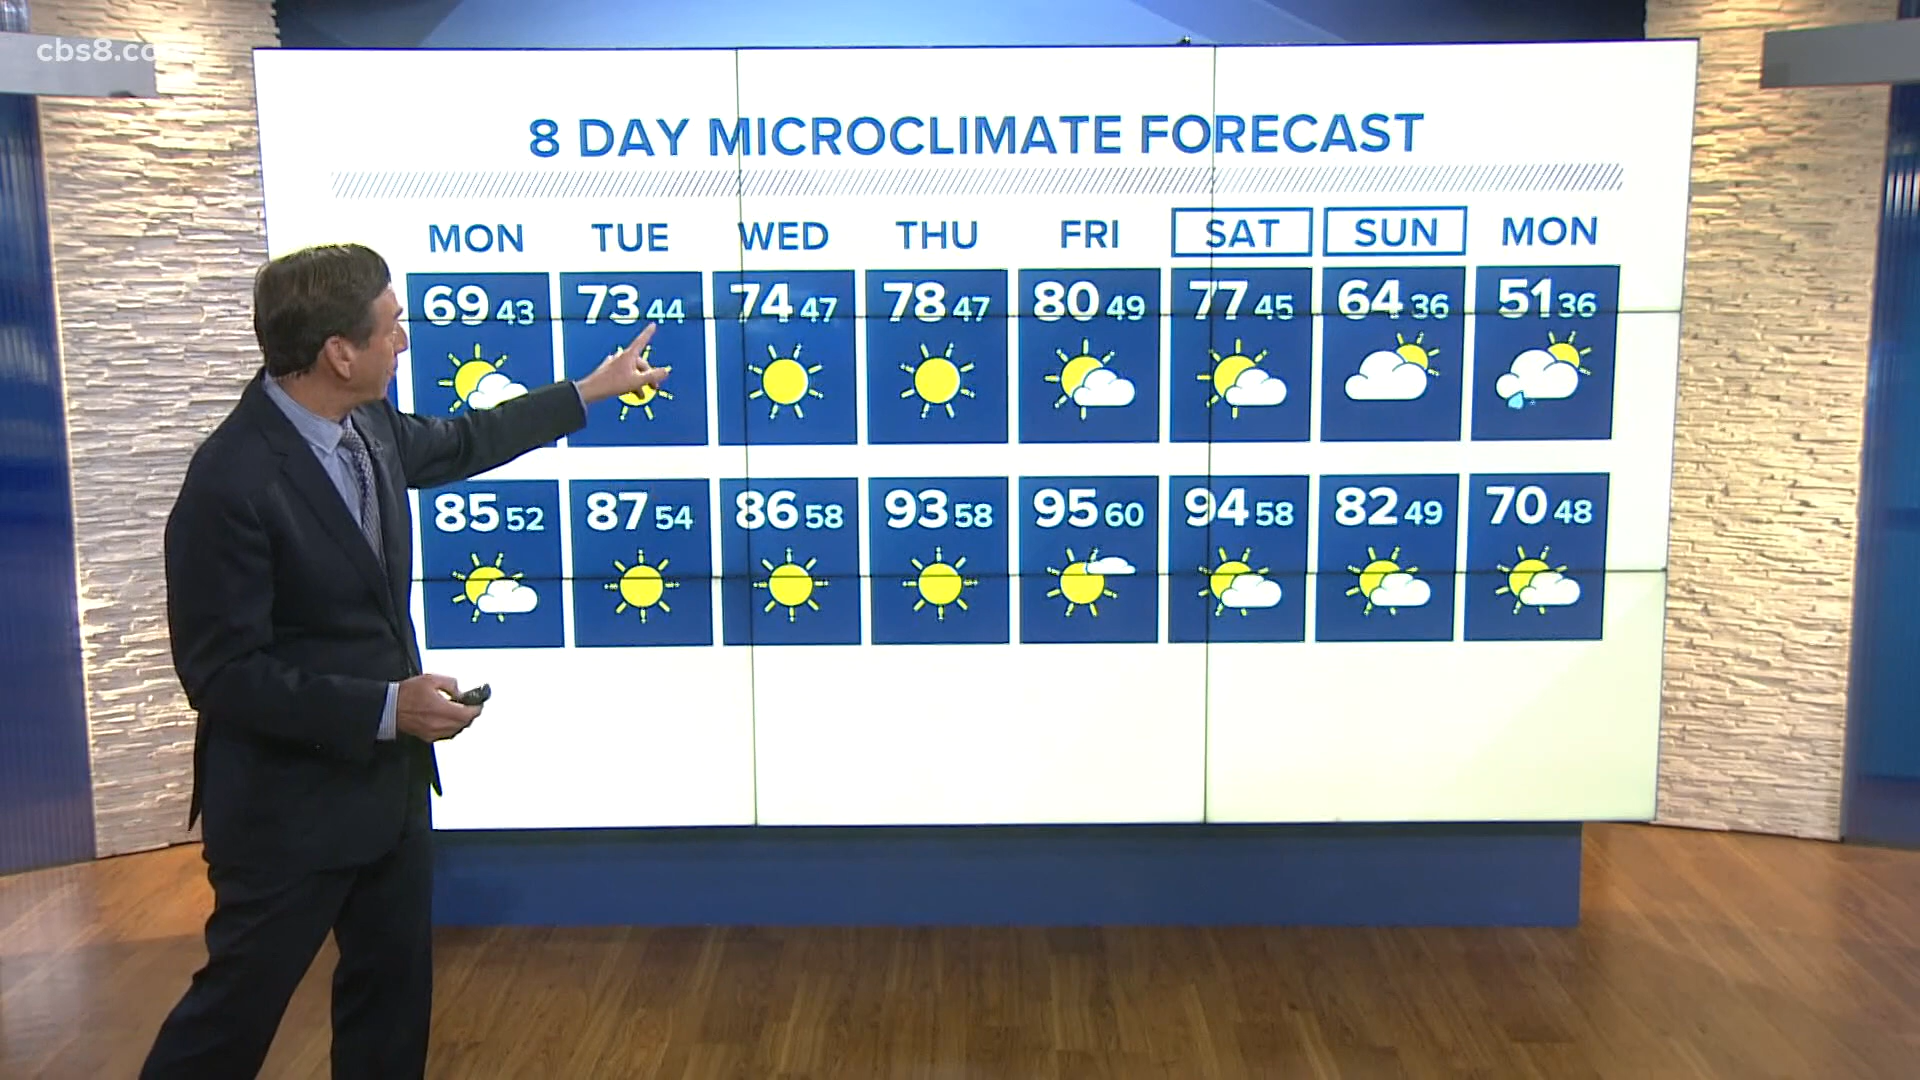 cbs8.com
8 DAY MICROCLIMATE FORECAST
MON TUE WED THU FRI SAT SUN MON
69 43 73 44 74 47 78 47 80 49 77 45 64 36 51 36
85 52 87 54 86 58 93 58 95 60 94 58 82 49 70 48